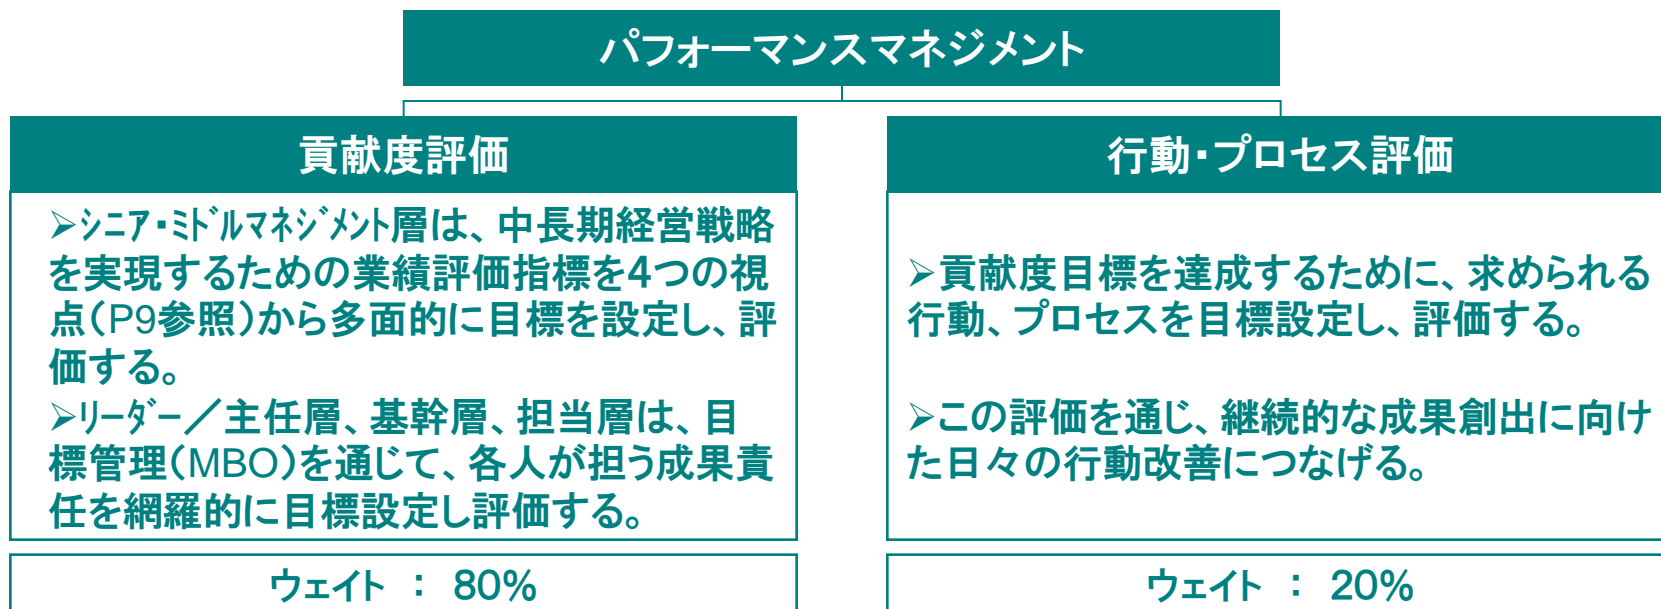 パフォーマンスマネジメント
貢献度評価
➢ｼﾆｱ・ﾐﾄﾞﾙﾏﾈｼﾞﾒﾝﾄ層は、中長期経営戦略
を実現するための業績評価指標を4つの視
点（P9参照）から多面的に目標を設定し、評
価する。
➢ﾘｰﾀﾞｰ／主任層、基幹層、担当層は、目
標管理（MBO）を通じて、各人が担う成果責
任を網羅的に目標設定し評価する。
ウェイト ： 80%
行動・プロセス評価
➢貢献度目標を達成するために、求められる
行動、プロセスを目標設定し、評価する。
➢この評価を通じ、継続的な成果創出に向け
た日々の行動改善につなげる。
ウェイト ： 20%